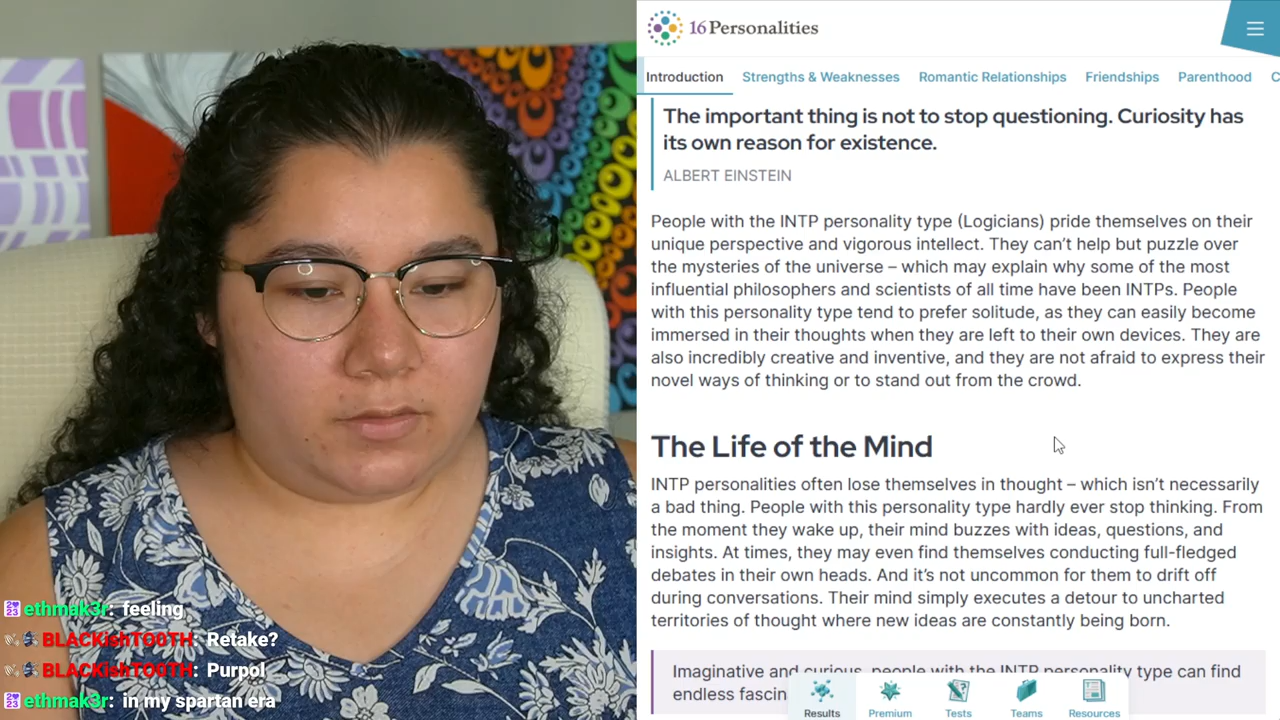 16Personalities
Introduction Strengths & Weaknesses Romantic Relationships Friendships Parenthood C
The important thing is not to stop questioning. Curiosity has
its own reason for existence.
ALBERT EINSTEIN
People with the INTP personality type (Logicians) pride themselves on their
unique perspective and vigorous intellect. They can't help but puzzle over
the mysteries of the universe – which may explain why some of the most
influential philosophers and scientists of all time have been INTPs. People
with this personality type tend to prefer solitude, as they can easily become
immersed in their thoughts when they are left to their own devices. They are
also incredibly creative and inventive, and they are not afraid to express their
novel ways of thinking or to stand out from the crowd.
The Life of the Mind
INTP personalities often lose themselves in thought – which isn't necessarily
a bad thing. People with this personality type hardly ever stop thinking. From
the moment they wake up, their mind buzzes with ideas, questions, and
insights. At times, they may even find themselves conducting full-fledged
debates in their own heads. And it's not uncommon for them to drift off
during conversations. Their mind simply executes a detour to uncharted
territories of thought where new ideas are constantly being born.
Imaginative and curious, people with the INTP personality type can find
endless fascin
Results Premium Tests Teams Resources
ethmak3r: feeling
BLACKishTO0TH: Retake?
BLACKishTO0TH: Purpol
ethmak3r: in my spartan era